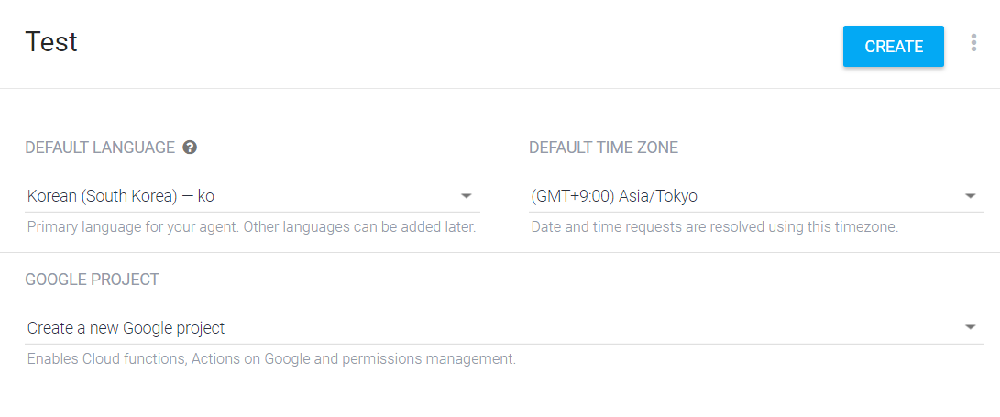 Test
CREATE
DEFAULT LANGUAGE ?
DEFAULT TIME ZONE
Korean (South Korea) — ko
(GMT+9:00) Asia/Tokyo
Primary language for your agent. Other languages can be added later.
Date and time requests are resolved using this timezone.
GOOGLE PROJECT
Create a new Google project
Enables Cloud functions, Actions on Google and permissions management.